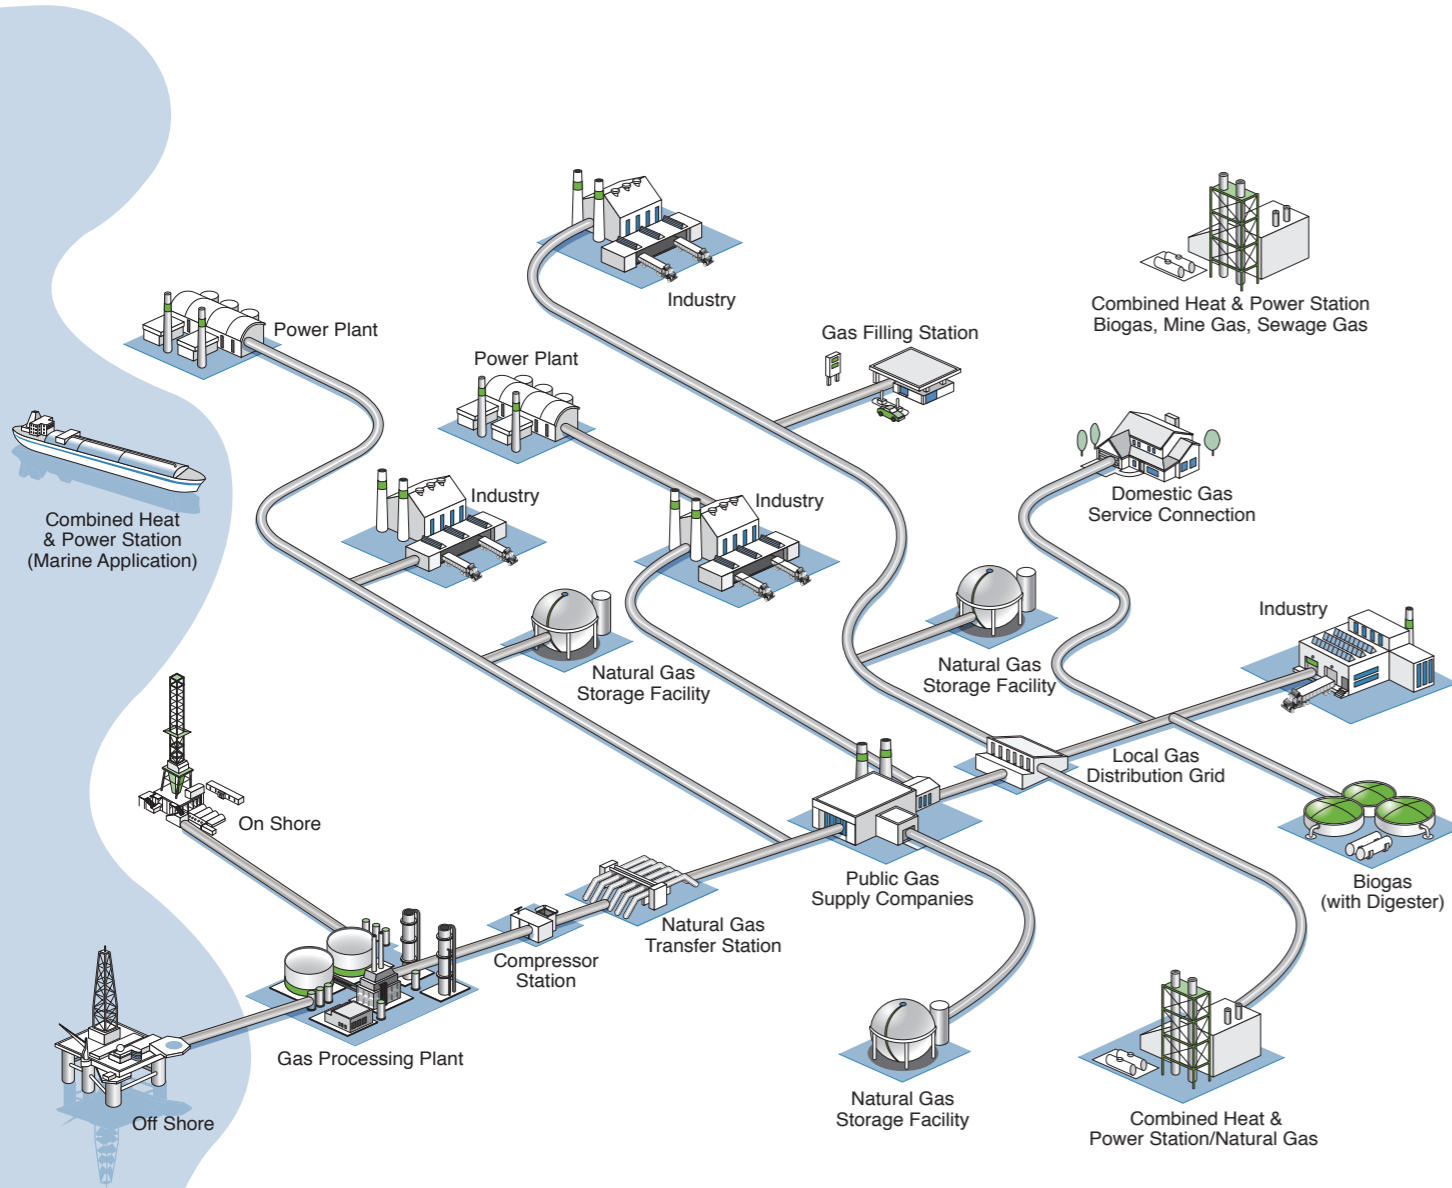 Industry
Combined Heat & Power Station
Biogas, Mine Gas, Sewage Gas
Power Plant
Gas Filling Station
Power Plant
Industry
Industry
Domestic Gas
Service Connection
Combined Heat
& Power Station
(Marine Application)
Industry
Natural Gas
Storage Facility
Natural Gas
Storage Facility
Local Gas
Distribution Grid
On Shore
Public Gas
Supply Companies
Biogas
(with Digester)
Natural Gas
Transfer Station
Compressor
Station
Gas Processing Plant
Off Shore
Natural Gas
Storage Facility
Combined Heat &
Power Station/Natural Gas